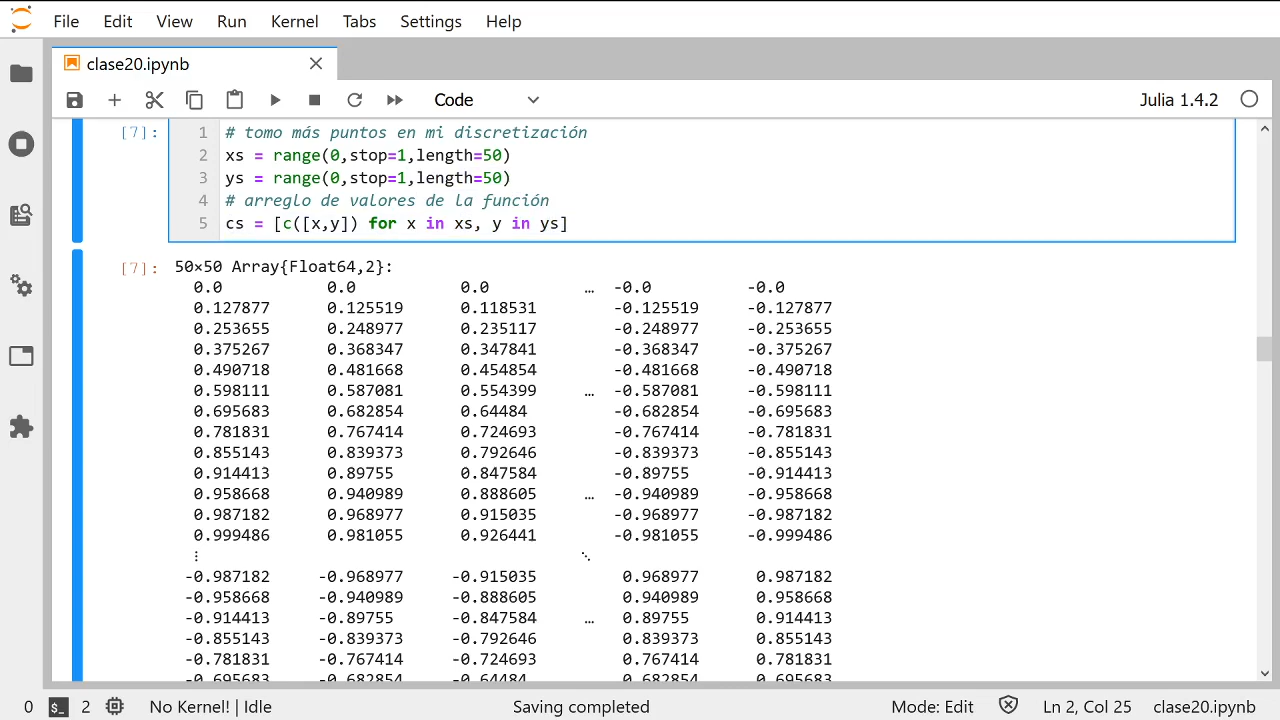 File Edit View Run Kernel Tabs Settings Help
clase20.ipynb
Code Julia 1.4.2
[7]: 1 # tomo más puntos en mi discretización
2 xs = range(0,stop=1,length=50)
3 ys = range(0,stop=1,length=50)
4 # arreglo de valores de la función
5 cs = [c([x,y]) for x in xs, y in ys]
[7]: 50×50 Array{Float64,2}:
0.0 0.0 0.0 … -0.0 -0.0
0.127877 0.125519 0.118531 -0.125519 -0.127877
0.253655 0.248977 0.235117 -0.248977 -0.253655
0.375267 0.368347 0.347841 -0.368347 -0.375267
0.490718 0.481668 0.454854 -0.481668 -0.490718
0.598111 0.587081 0.554399 … -0.587081 -0.598111
0.695683 0.682854 0.64484 -0.682854 -0.695683
0.781831 0.767414 0.724693 -0.767414 -0.781831
0.855143 0.839373 0.792646 -0.839373 -0.855143
0.914413 0.89755 0.847584 -0.89755 -0.914413
0.958668 0.940989 0.888605 … -0.940989 -0.958668
0.987182 0.968977 0.915035 -0.968977 -0.987182
0.999486 0.981055 0.926441 -0.981055 -0.999486
⋮ ⋱
-0.987182 -0.968977 -0.915035 0.968977 0.987182
-0.958668 -0.940989 -0.888605 0.940989 0.958668
-0.914413 -0.89755 -0.847584 … 0.89755 0.914413
-0.855143 -0.839373 -0.792646 0.839373 0.855143
-0.781831 -0.767414 -0.724693 0.767414 0.781831
-0.695683 -0.682854 -0.64484 0.682854 0.695683
0 $_ 2 No Kernel! | Idle Saving completed Mode: Edit Ln 2, Col 25 clase20.ipynb